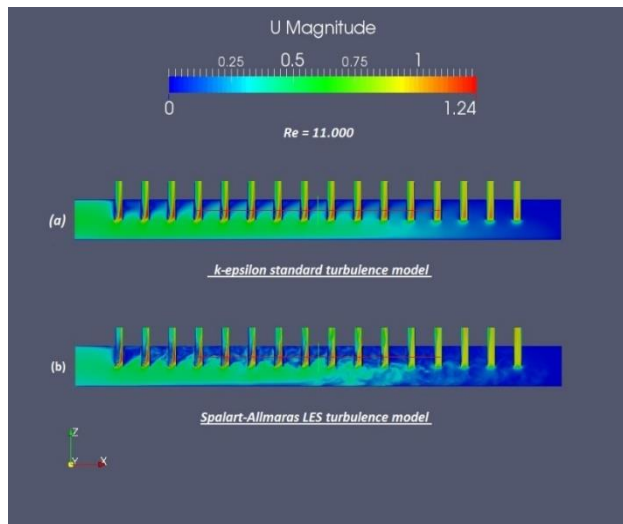 U Magnitude
0.25 0.5 0.75 1
0 1.24
Re = 11.000
(a)
k-epsilon standard turbulence model
(b)
Spalart-Allmaras LES turbulence model
Z
Y X